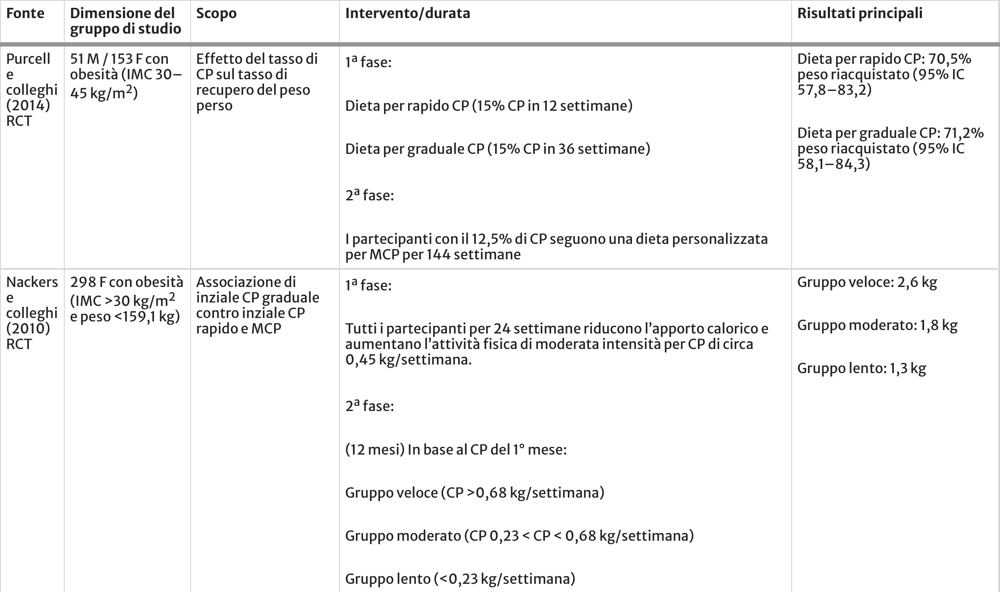 Fonte
Dimensione del
gruppo di studio
Scopo
Intervento/durata
Risultati principali
Purcell
e
colleghi
(2014)
RCT
51 M / 153 F con
obesità (IMC 30–
45 kg/m²)
Effetto del tasso di
CP sul tasso di
recupero del peso
perso
1ª fase:
Dieta per rapido CP (15% CP in 12 settimane)
Dieta per graduale CP (15% CP in 36 settimane)
2ª fase:
I partecipanti con il 12,5% di CP seguono una dieta personalizzata
per MCP per 144 settimane
Dieta per rapido CP: 70,5%
peso riacquistato (95% IC
57,8–83,2)
Dieta per graduale CP: 71,2%
peso riacquistato (95% IC
58,1–84,3)
Nackers
e
colleghi
(2010)
RCT
298 F con obesità
(IMC >30 kg/m²
e peso <159,1 kg)
Associazione di
inziale CP graduale
contro inziale CP
rapido e MCP
1ª fase:
Tutti i partecipanti per 24 settimane riducono l’apporto calorico e
aumentano l’attività fisica di moderata intensità per CP di circa
0,45 kg/settimana.
2ª fase:
(12 mesi) In base al CP del 1° mese:
Gruppo veloce (CP >0,68 kg/settimana)
Gruppo moderato (CP 0,23 < CP < 0,68 kg/settimana)
Gruppo lento (<0,23 kg/settimana)
Gruppo veloce: 2,6 kg
Gruppo moderato: 1,8 kg
Gruppo lento: 1,3 kg